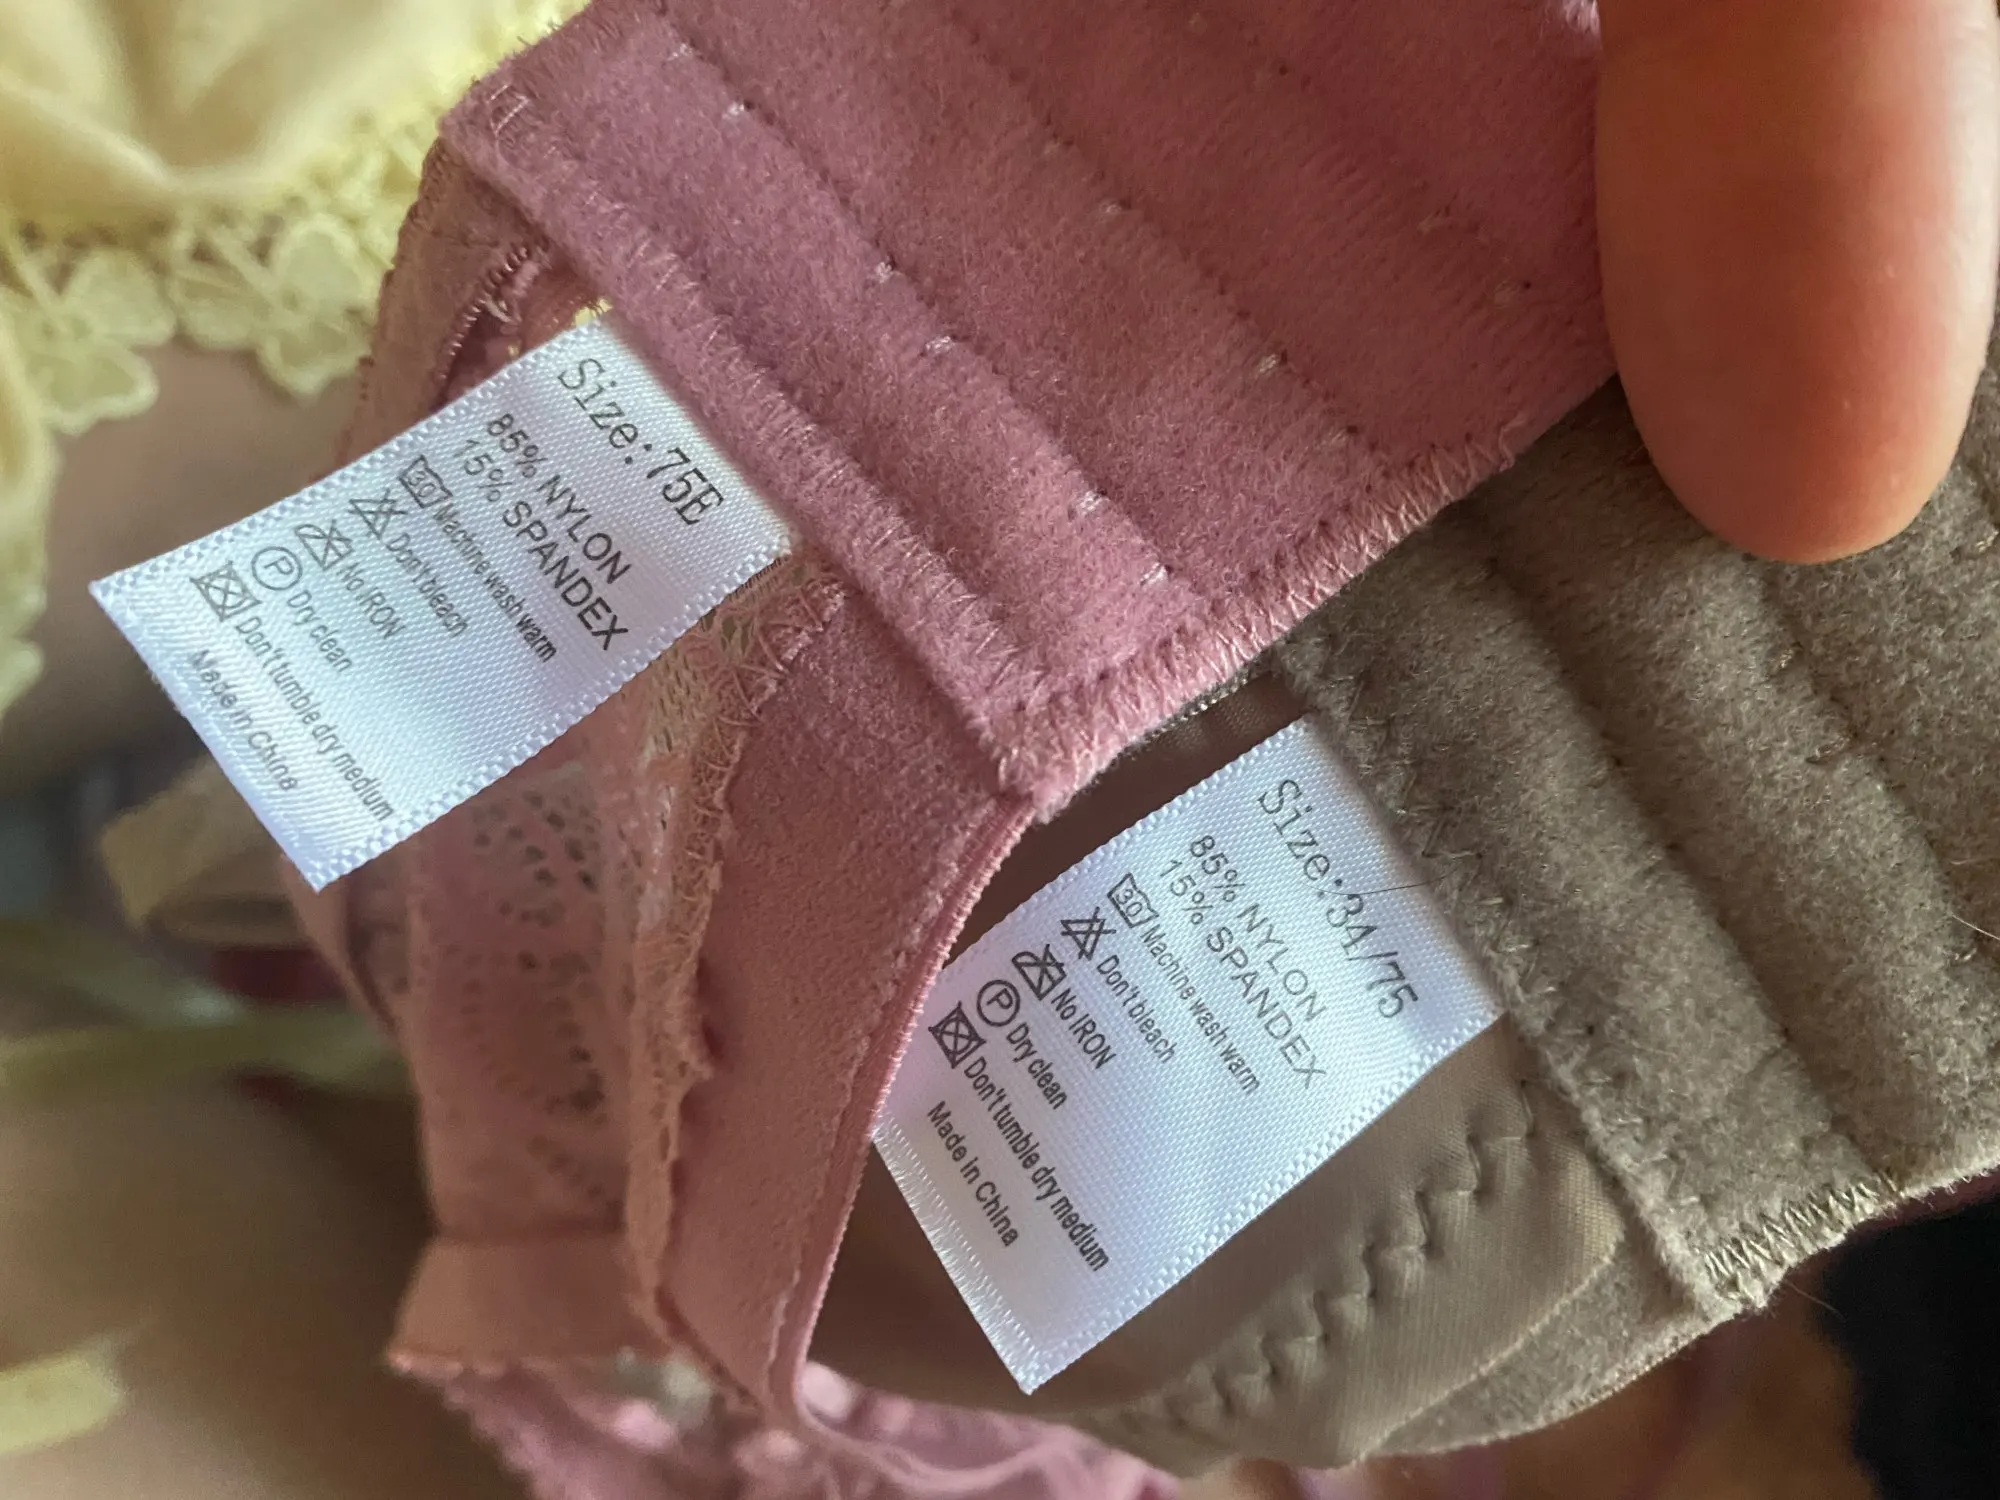 Size:75E
85% NYLON
15% SPANDEX
30 Machine wash warm
Don't bleach
No IRON
P Dry clean
Don't tumble dry medium
Made in China
Size:34/75
85% NYLON
15% SPANDEX
30 Machine wash warm
Don't bleach
No IRON
P Dry clean
Don't tumble dry medium
Made in China